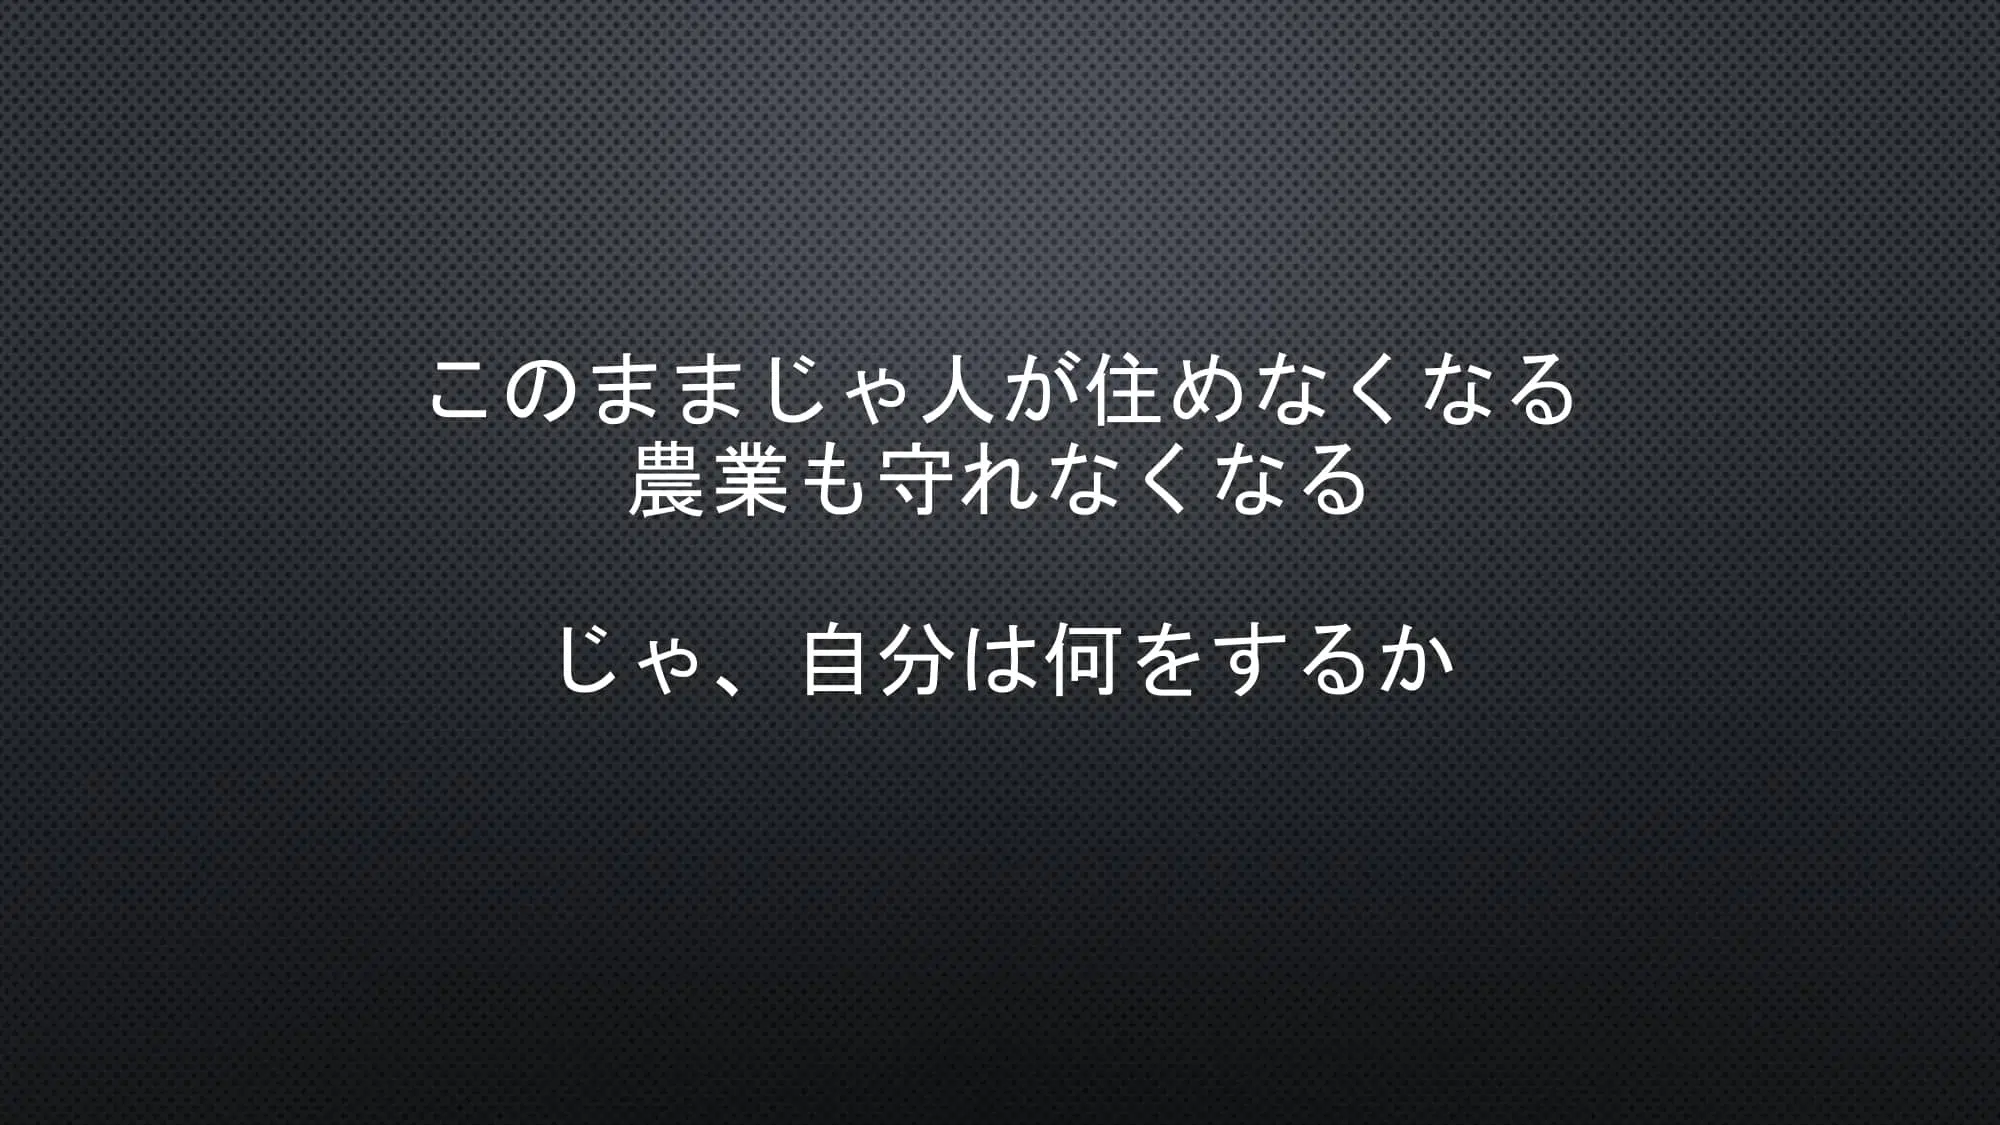 このままじゃ人が住めなくなる
農業も守れなくなる
じゃ、自分は何をするか